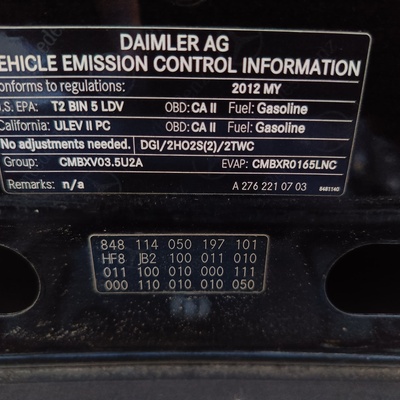 DAIMLER AG
VEHICLE EMISSION CONTROL INFORMATION
onforms to regulations: 2012 MY
U.S. EPA: T2 BIN 5 LDV OBD: CA II Fuel: Gasoline
California: ULEV II PC OBD: CA II Fuel: Gasoline
No adjustments needed. DGI/2HO2S(2)/2TWC
Group: CMBXV03.5U2A EVAP: CMBXR0165LNC
Remarks: n/a A 276 221 07 03
848 114 050 197 101
HF8 JB2 100 011 010
011 100 010 000 111
000 110 010 010 050